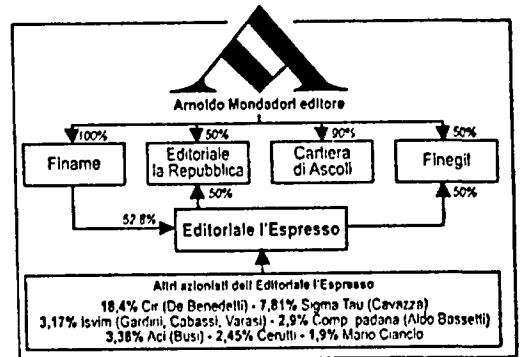 Arnoldo Mondadori editore
100% 50% 90% 50%
Finame
Editoriale
la Repubblica
Cartiera
di Ascoli
Finegil
50% 50%
52,8%
Editoriale l'Espresso
Altri azionisti dell'Editoriale l'Espresso
18,4% Cir (De Benedetti) - 7,81% Sigma Tau (Cavazza)
3,17% Isvim (Gardini, Cabassi, Varasi) - 2,9% Comp. padana (Aldo Bassetti)
3,38% Aci (Busi) - 2,45% Cerutti - 1,9% Mario Ciancio